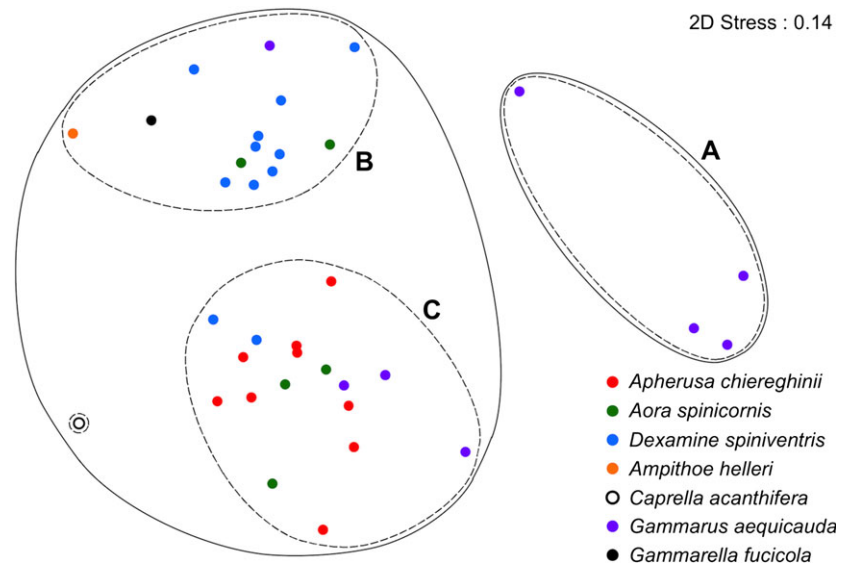 2D Stress : 0.14
A
B
C
Apherusa chiereghinii
Aora spinicornis
Dexamine spiniventris
Ampithoe helleri
Caprella acanthifera
Gammarus aequicauda
Gammarella fucicola